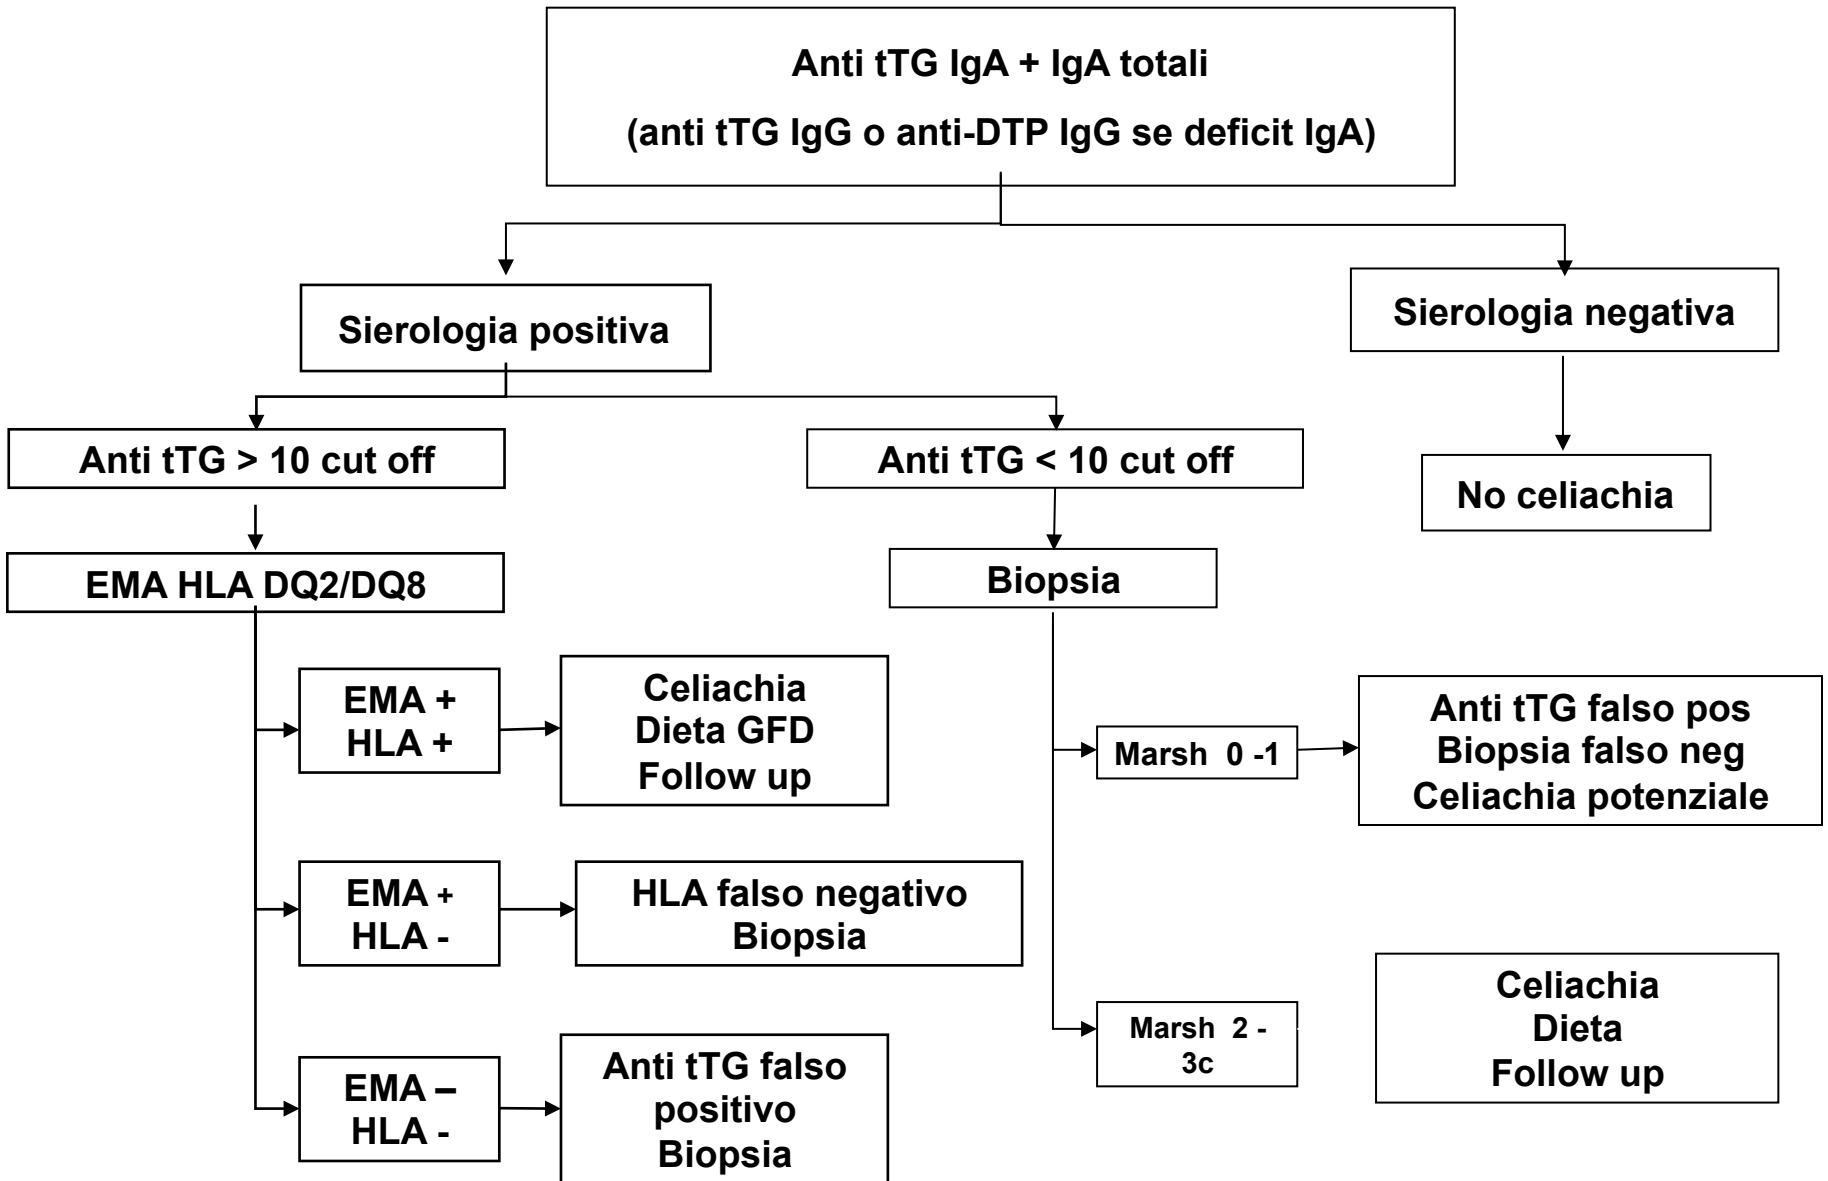 Anti tTG IgA + IgA totali
(anti tTG IgG o anti-DTP IgG se deficit IgA)
Sierologia positiva
Sierologia negativa
Anti tTG > 10 cut off
Anti tTG < 10 cut off
No celiachia
EMA HLA DQ2/DQ8
Biopsia
EMA +
HLA +
Celiachia
Dieta GFD
Follow up
Marsh 0 -1
Anti tTG falso pos
Biopsia falso neg
Celiachia potenziale
EMA +
HLA -
HLA falso negativo
Biopsia
Marsh 2 -
3c
Celiachia
Dieta
Follow up
EMA –
HLA -
Anti tTG falso
positivo
Biopsia